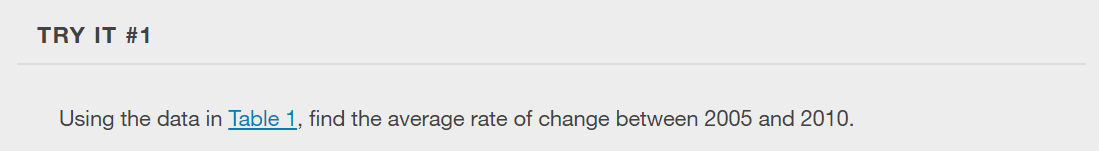 TRY IT #1
Using the data in Table 1, find the average rate of change between 2005 and 2010.